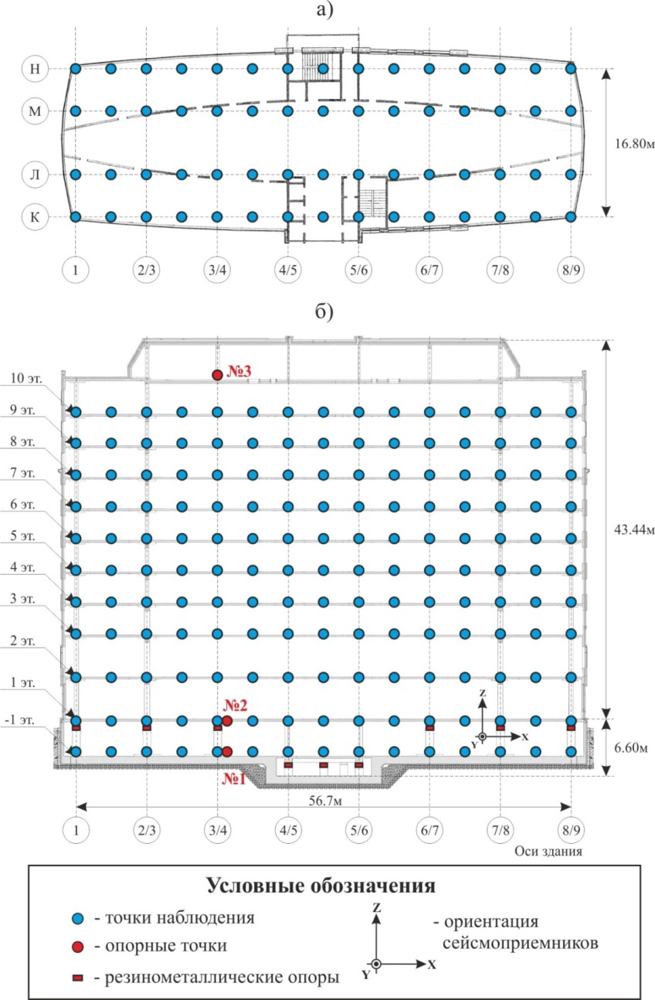 а)
Н
М
Л
К
16.80м
1 2/3 3/4 4/5 5/6 6/7 7/8 8/9
б)
№3
10 эт.
9 эт.
8 эт.
7 эт.
6 эт.
5 эт.
4 эт.
3 эт.
2 эт.
1 эт.
-1 эт.
43.44м
№2
Z
Y X
6.60м
№1
56.7м
1 2/3 3/4 4/5 5/6 6/7 7/8 8/9
Оси здания
Условные обозначения
- точки наблюдения
- опорные точки
- резинометаллические опоры
Z
Y X
- ориентация
сейсмоприемников